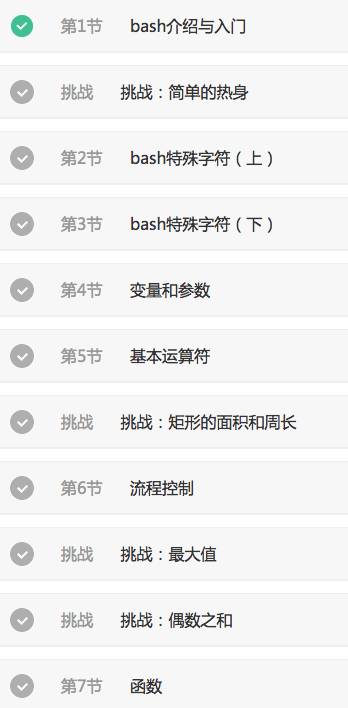 第1节 bash介绍与入门
挑战 挑战：简单的热身
第2节 bash特殊字符（上）
第3节 bash特殊字符（下）
第4节 变量和参数
第5节 基本运算符
挑战 挑战：矩形的面积和周长
第6节 流程控制
挑战 挑战：最大值
挑战 挑战：偶数之和
第7节 函数